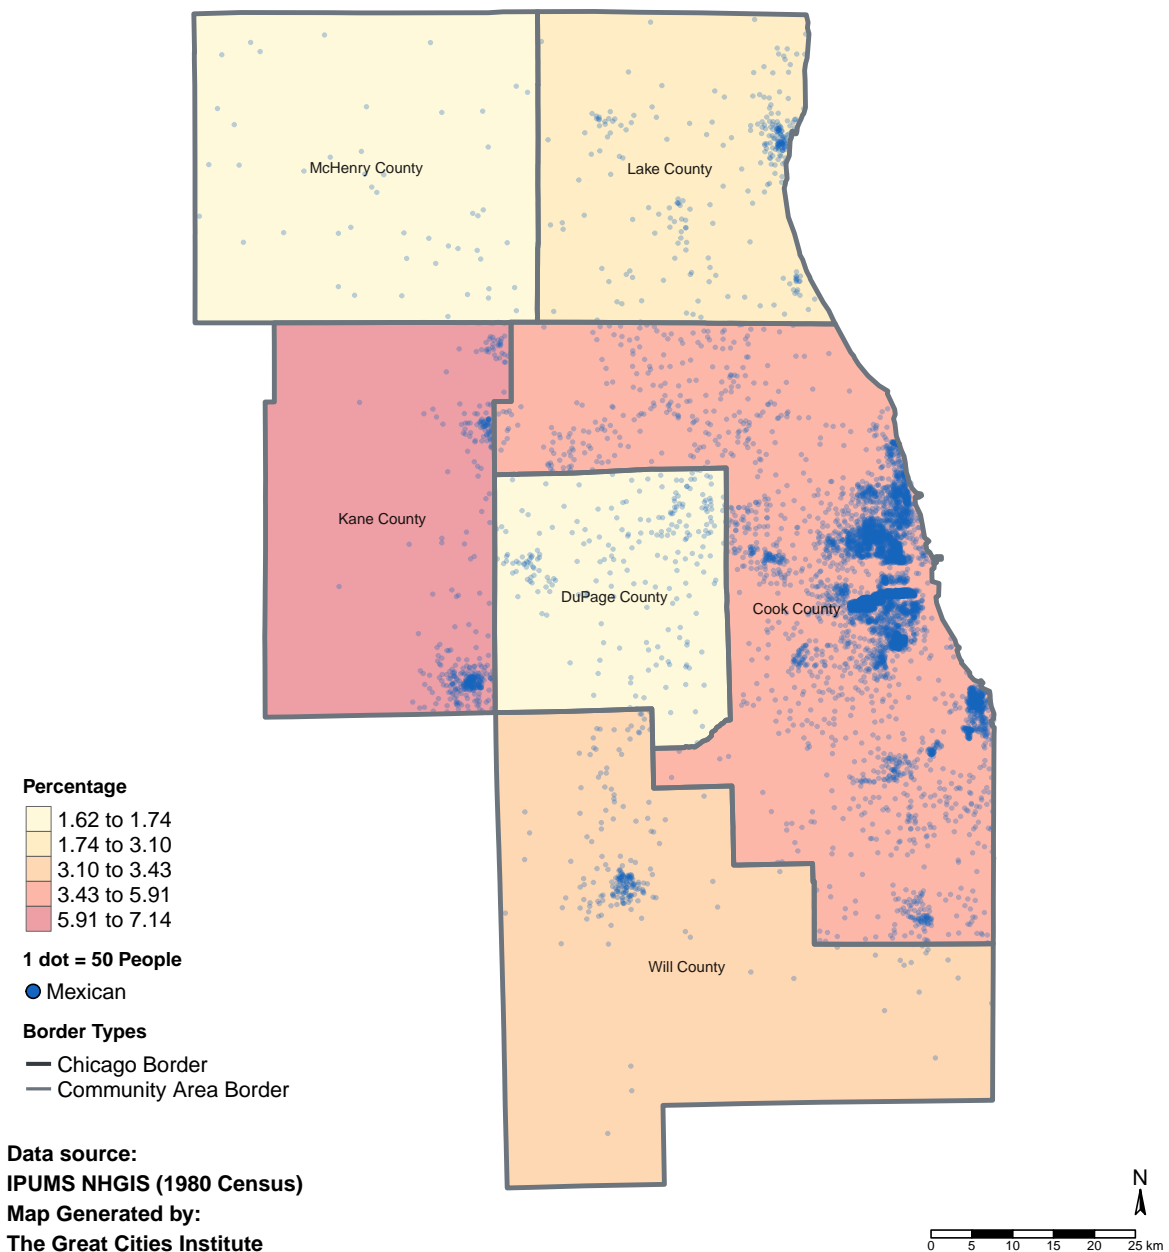 McHenry County
Lake County
Kane County
DuPage County
Cook County
Will County
Percentage
1.62 to 1.74
1.74 to 3.10
3.10 to 3.43
3.43 to 5.91
5.91 to 7.14
1 dot = 50 People
Mexican
Border Types
Chicago Border
Community Area Border
Data source:
IPUMS NHGIS (1980 Census)
Map Generated by:
The Great Cities Institute
N
0 5 10 15 20 25 km